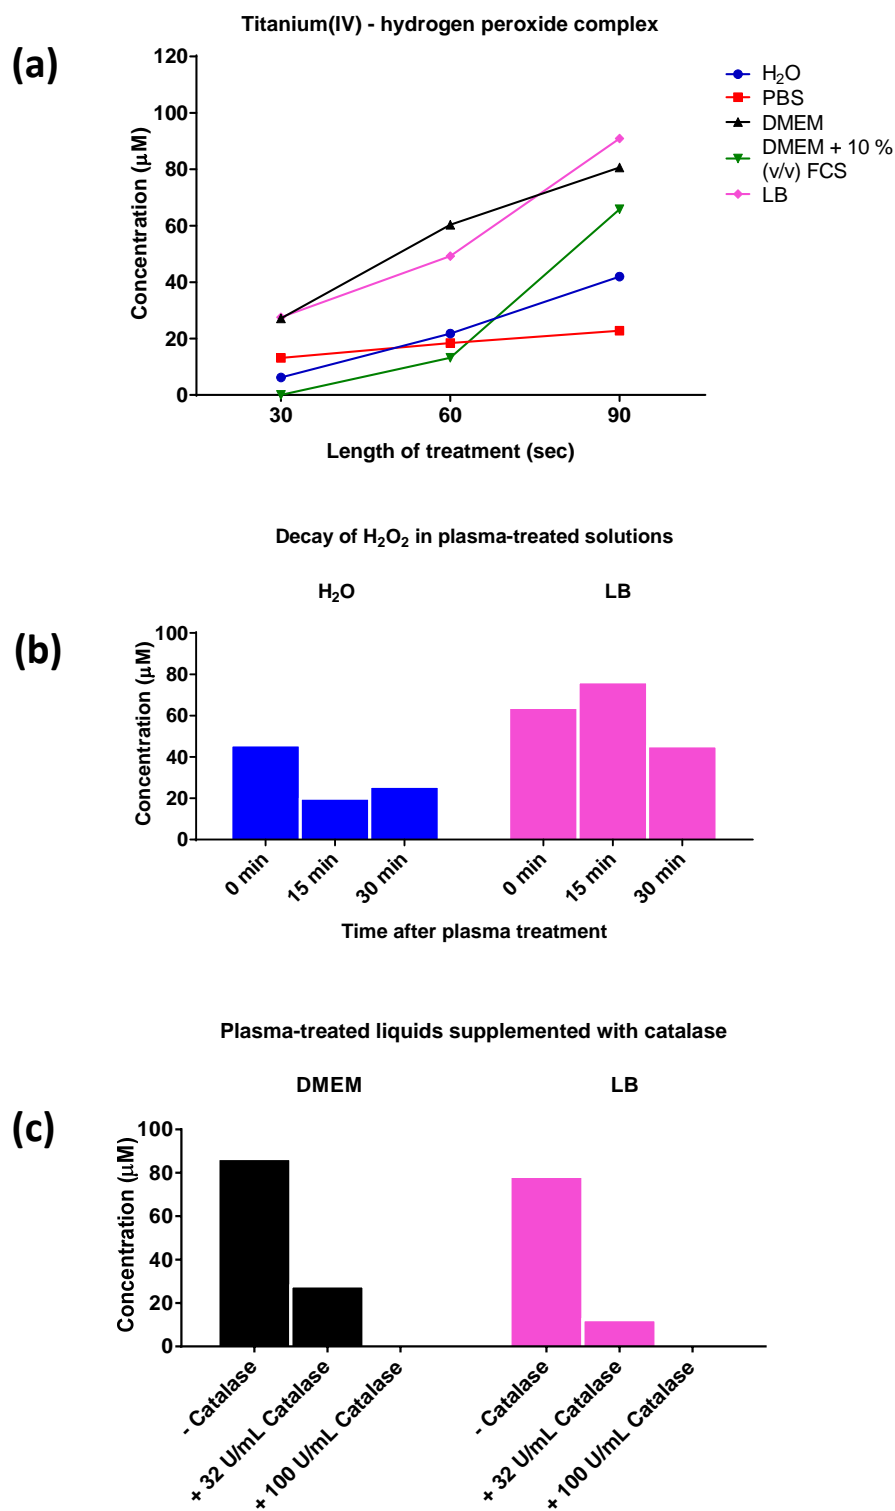 Titanium(IV) - hydrogen peroxide complex
(a)
Concentration (μM)
120
100
80
60
40
20
0
30
60
90
Length of treatment (sec)
H₂O
PBS
DMEM
DMEM + 10 %
(v/v) FCS
LB
Decay of H₂O₂ in plasma-treated solutions
H₂O
LB
(b)
Concentration (μM)
100
80
60
40
20
0
0 min
15 min
30 min
0 min
15 min
30 min
Time after plasma treatment
Plasma-treated liquids supplemented with catalase
DMEM
LB
(c)
Concentration (μM)
100
80
60
40
20
0
- Catalase
+ 32 U/mL Catalase
+ 100 U/mL Catalase
- Catalase
+ 32 U/mL Catalase
+ 100 U/mL Catalase